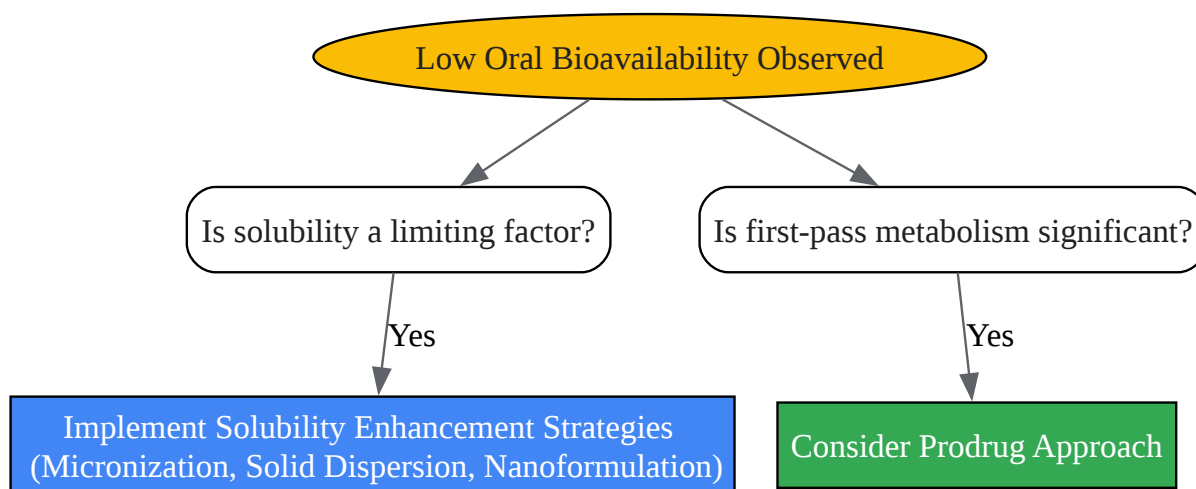 Low Oral Bioavailability Observed
Is solubility a limiting factor?
Is first-pass metabolism significant?
Yes
Yes
Implement Solubility Enhancement Strategies
(Micronization, Solid Dispersion, Nanoformulation)
Consider Prodrug Approach